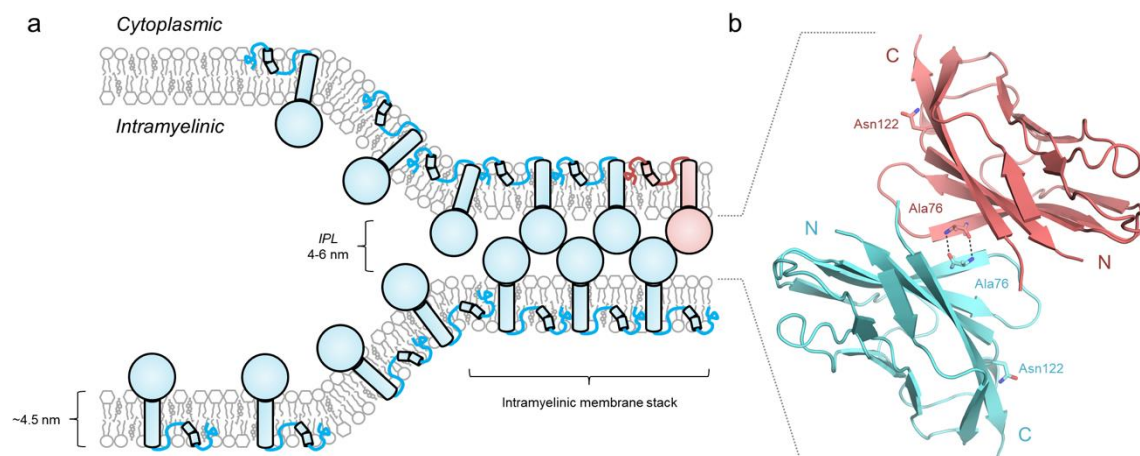 a
Cytoplasmic
Intramyelinic
IPL
4-6 nm
~4.5 nm
Intramyelinic membrane stack
b
C
Asn122
Ala76
N
N
Ala76
Asn122
C